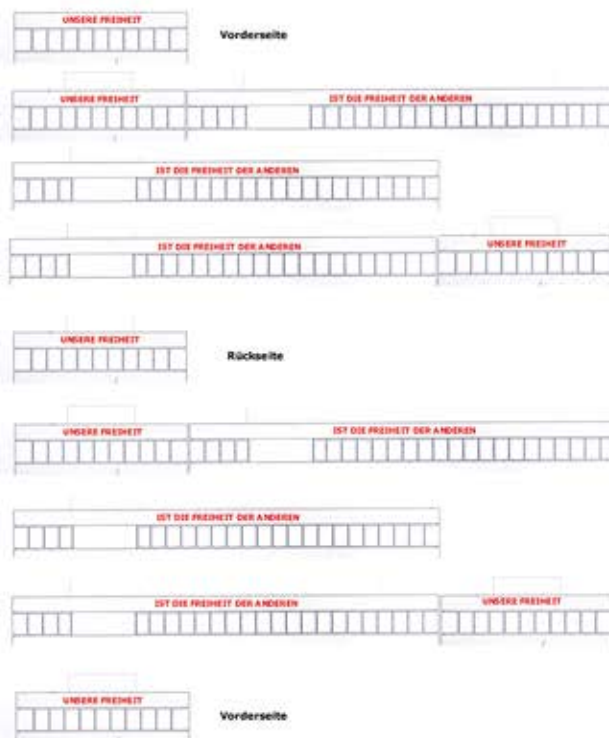 UNSERE FREIHEIT
Vorderseite
UNSERE FREIHEIT IST DIE FREIHEIT DER ANDEREN
IST DIE FREIHEIT DER ANDEREN
IST DIE FREIHEIT DER ANDEREN UNSERE FREIHEIT
UNSERE FREIHEIT
Rückseite
UNSERE FREIHEIT IST DIE FREIHEIT DER ANDEREN
IST DIE FREIHEIT DER ANDEREN
IST DIE FREIHEIT DER ANDEREN UNSERE FREIHEIT
UNSERE FREIHEIT
Vorderseite